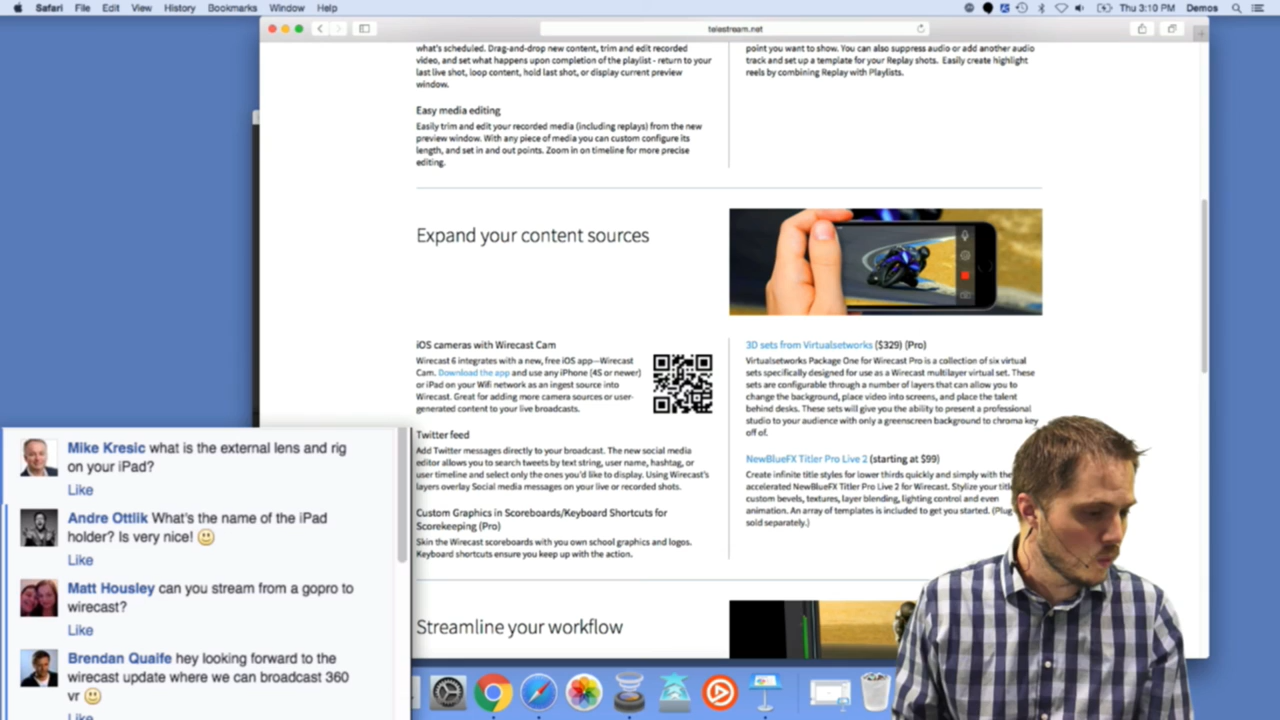 Safari File Edit View History Bookmarks Window Help
Thu 3:10 PM Demos
telestream.net
what's scheduled. Drag-and-drop new content, trim and edit recorded
video, and set what happens upon completion of the playlist - return to your
last live shot, loop content, hold last shot, or display current preview
window.
Easy media editing
Easily trim and edit your recorded media (including replays) from the new
preview window. With any piece of media you can custom configure its
length, and set in and out points. Zoom in on timeline for more precise
editing.
point you want to show. You can also suppress audio or add another audio
track and set up a template for your Replay shots. Easily create highlight
reels by combining Replay with Playlists.
Expand your content sources
iOS cameras with Wirecast Cam
Wirecast 6 integrates with a new, free iOS app—Wirecast
Cam. Download the app and use any iPhone (4S or newer)
or iPad on your Wifi network as an ingest source into
Wirecast. Great for adding more camera sources or user-
generated content to your live broadcasts.
Twitter feed
Add Twitter messages directly to your broadcast. The new social media
editor allows you to search tweets by text string, user name, hashtag, or
user timeline and select only the ones you'd like to display. Using Wirecast's
layers overlay Social media messages on your live or recorded shots.
Custom Graphics in Scoreboards/Keyboard Shortcuts for
Scorekeeping (Pro)
Skin the Wirecast scoreboards with you own school graphics and logos.
Keyboard shortcuts ensure you keep up with the action.
3D sets from Virtualsetworks ($329) (Pro)
Virtualsetworks Package One for Wirecast Pro is a collection of six virtual
sets specifically designed for use as a Wirecast multilayer virtual set. These
sets are configurable through a number of layers that can allow you to
change the background, place video into screens, and place the talent
behind desks. These sets will give you the ability to present a professional
studio to your audience with only a greenscreen background to chroma key
off of.
NewBlueFX Titler Pro Live 2 (starting at $99)
Create infinite title styles for lower thirds quickly and simply with the
accelerated NewBlueFX Titler Pro Live 2 for Wirecast. Stylize your
custom bevels, textures, layer blending, lighting control and even
animation. An array of templates is included to get you started.
sold separately.)
Streamline your workflow
Mike Kresic what is the external lens and rig
on your iPad?
Like
Andre Ottlik What's the name of the iPad
holder? Is very nice!
Like
Matt Housley can you stream from a gopro to
wirecast?
Like
Brendan Quaife hey looking forward to the
wirecast update where we can broadcast 360
vr
Like